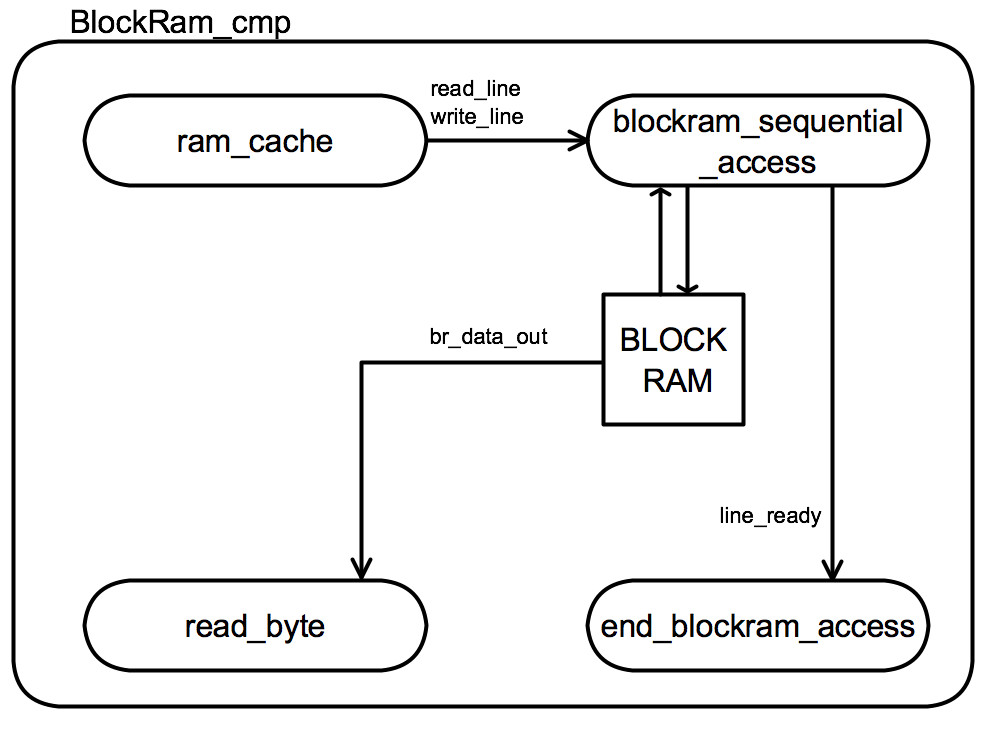 BlockRam_cmp
read_line
write_line
ram_cache
blockram_sequential
_access
br_data_out
BLOCK
RAM
line_ready
read_byte
end_blockram_access